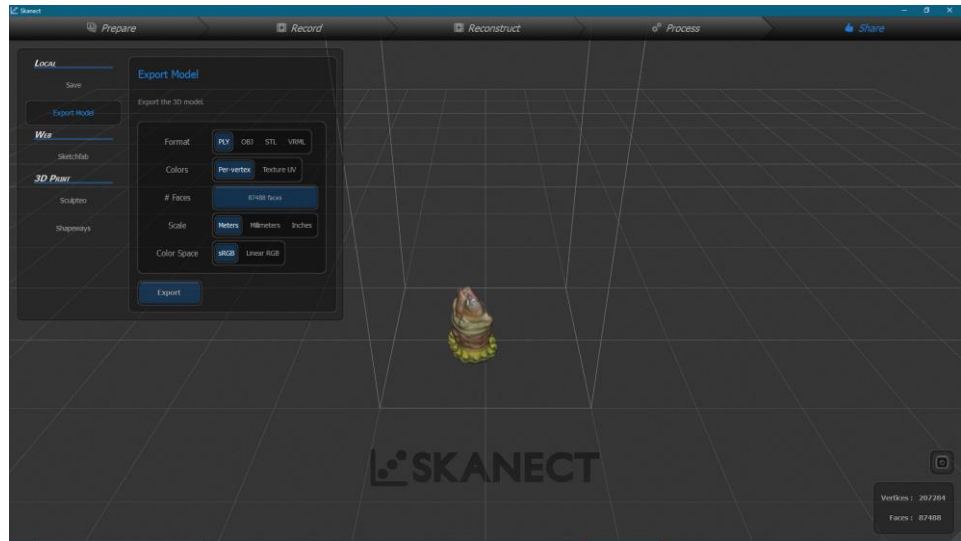 Skanect
Prepare
Record
Reconstruct
Process
Share
Local
Save
Export Model
Web
Sketchfab
3D Print
Sculpteo
Shapeways
Export Model
Export the 3D model.
Format PLY OBJ STL VRML
Colors Per-vertex Texture UV
# Faces 87488 faces
Scale Meters Millimeters Inches
Color Space sRGB Linear RGB
Export
SKANECT
Vertices : 207284
Faces : 87488